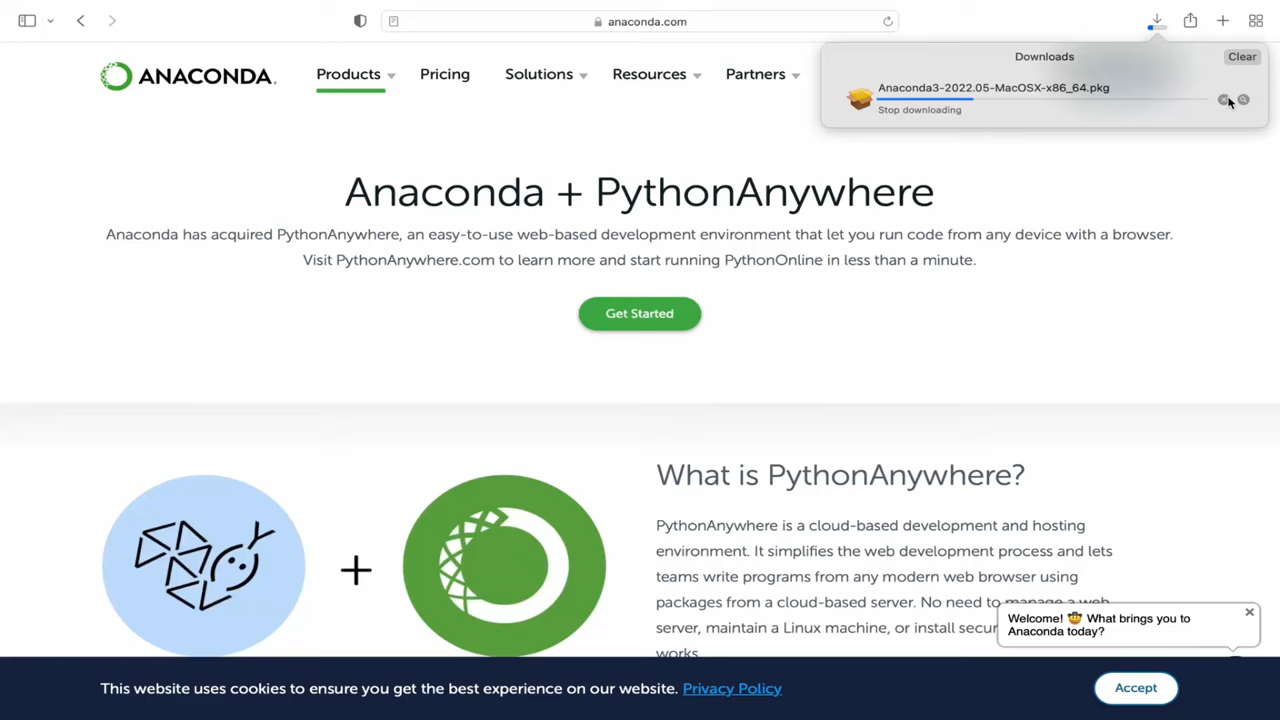 anaconda.com
Downloads
Clear
Anaconda3-2022.05-MacOSX-x86_64.pkg
Stop downloading
ANACONDA.
Products
Pricing
Solutions
Resources
Partners
Anaconda + PythonAnywhere
Anaconda has acquired PythonAnywhere, an easy-to-use web-based development environment that let you run code from any device with a browser.
Visit PythonAnywhere.com to learn more and start running PythonOnline in less than a minute.
Get Started
What is PythonAnywhere?
PythonAnywhere is a cloud-based development and hosting
environment. It simplifies the web development process and lets
teams write programs from any modern web browser using
packages from a cloud-based server. No need to manage a web
server, maintain a Linux machine, or install secur
works.
Welcome! 🤠 What brings you to
Anaconda today?
This website uses cookies to ensure you get the best experience on our website. Privacy Policy
Accept